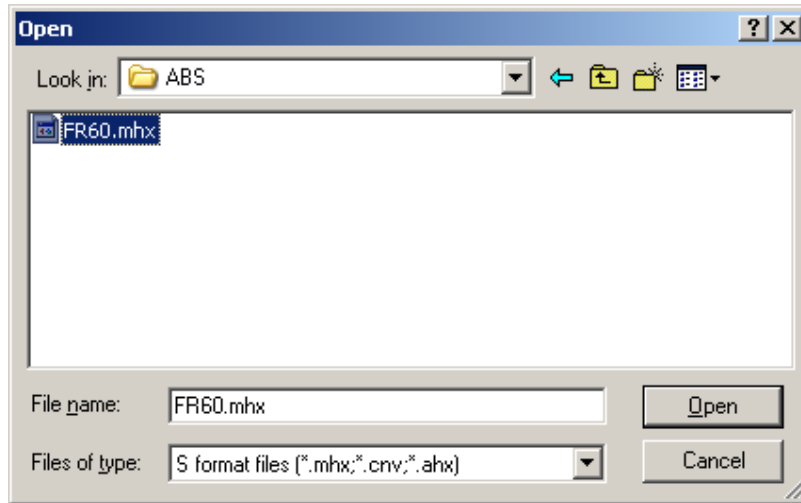 Open
Look in: ABS
FR60.mhx
File name: FR60.mhx Open
Files of type: S format files (*.mhx;*.cnv;*.ahx) Cancel